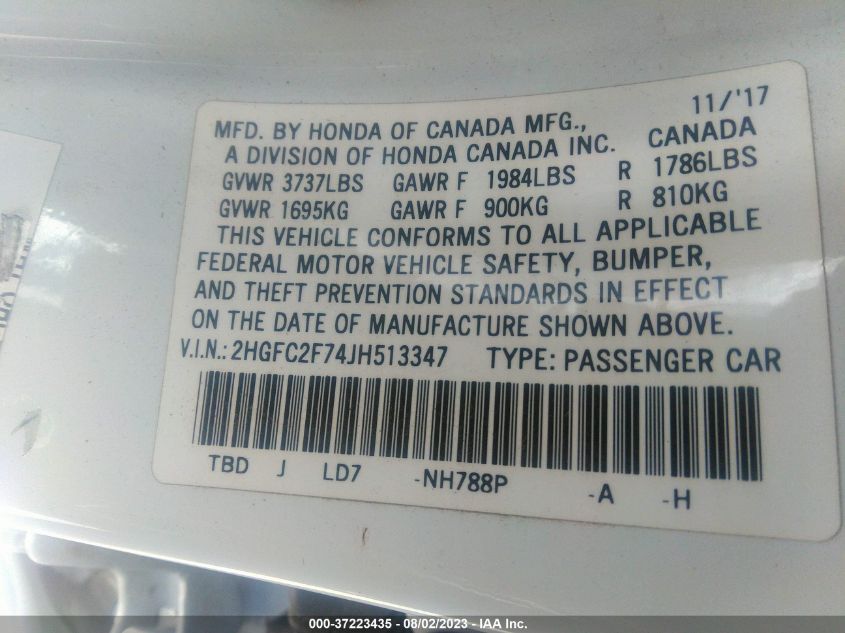 11/'17
MFD. BY HONDA OF CANADA MFG.,
A DIVISION OF HONDA CANADA INC. CANADA
GVWR 3737LBS GAWR F 1984LBS R 1786LBS
GVWR 1695KG GAWR F 900KG R 810KG
THIS VEHICLE CONFORMS TO ALL APPLICABLE
FEDERAL MOTOR VEHICLE SAFETY, BUMPER,
AND THEFT PREVENTION STANDARDS IN EFFECT
ON THE DATE OF MANUFACTURE SHOWN ABOVE.
V.I.N.: 2HGFC2F74JH513347 TYPE: PASSENGER CAR
TBD J LD7 -NH788P -A -H
000-37223435 - 08/02/2023 - IAA Inc.